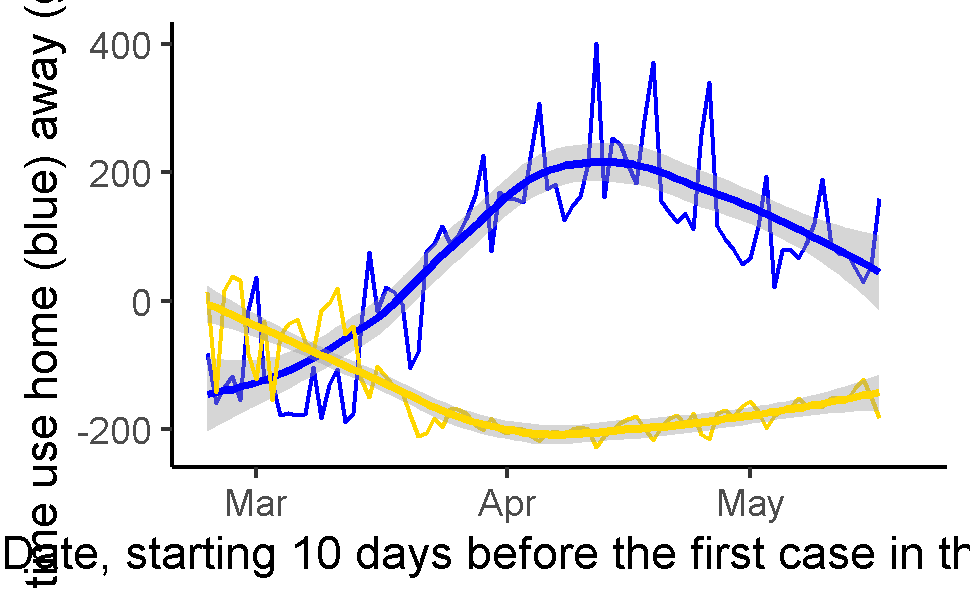 time use home (blue) away (
400
200
0
-200
Mar Apr May
Date, starting 10 days before the first case in th